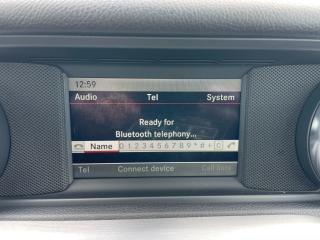 12:59
Audio Tel System
Ready for
Bluetooth telephony...
Name 0 1 2 3 4 5 6 7 8 9 * # + C
Tel Connect device Call lists